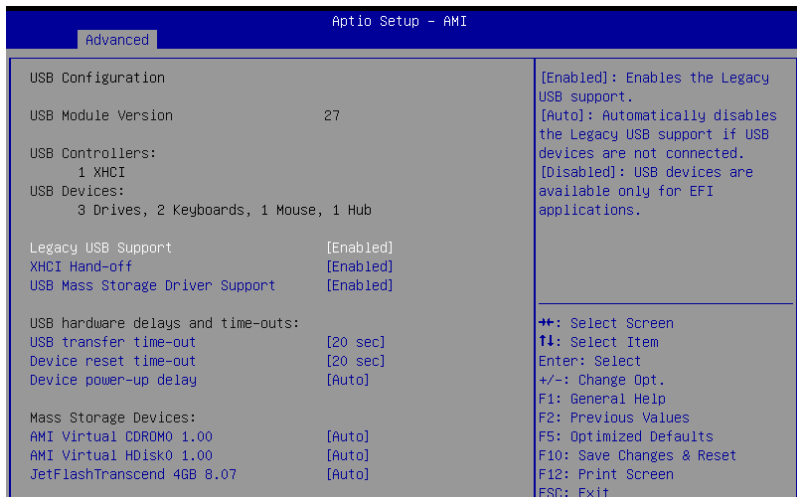 Aptio Setup - AMI
Advanced
USB Configuration
USB Module Version 27
USB Controllers:
1 XHCI
USB Devices:
3 Drives, 2 Keyboards, 1 Mouse, 1 Hub
Legacy USB Support [Enabled]
XHCI Hand-off [Enabled]
USB Mass Storage Driver Support [Enabled]
USB hardware delays and time-outs:
USB transfer time-out [20 sec]
Device reset time-out [20 sec]
Device power-up delay [Auto]
Mass Storage Devices:
AMI Virtual CDROM0 1.00 [Auto]
AMI Virtual HDisk0 1.00 [Auto]
JetFlashTranscend 4GB 8.07 [Auto]
[Enabled]: Enables the Legacy
USB support.
[Auto]: Automatically disables
the Legacy USB support if USB
devices are not connected.
[Disabled]: USB devices are
available only for EFI
applications.
→←: Select Screen
↑↓: Select Item
Enter: Select
+/-: Change Opt.
F1: General Help
F2: Previous Values
F5: Optimized Defaults
F10: Save Changes & Reset
F12: Print Screen
ESC: Exit